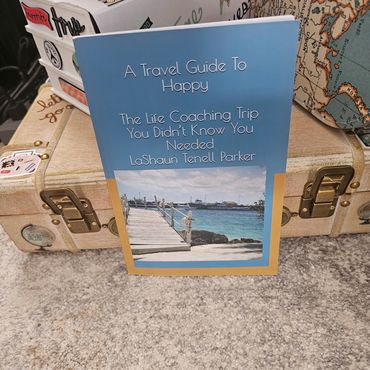 A Travel Guide To
Happy
The Life Coaching Trip
You Didn't Know You
Needed
LaShaun Tenell Parker